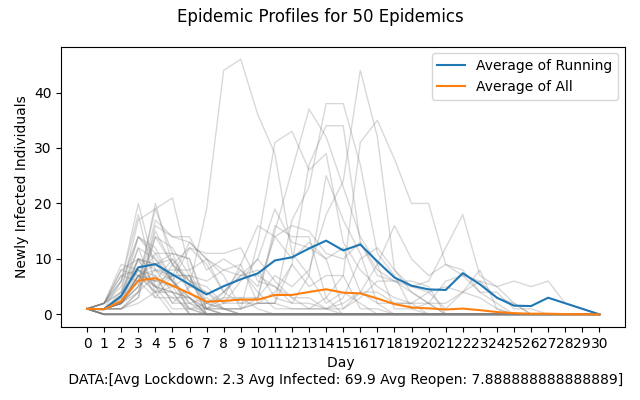 Epidemic Profiles for 50 Epidemics
Average of Running
Average of All
Newly Infected Individuals
40
30
20
10
0
0 1 2 3 4 5 6 7 8 9 10 11 12 13 14 15 16 17 18 19 20 21 22 23 24 25 26 27 28 29 30
Day
DATA:[Avg Lockdown: 2.3 Avg Infected: 69.9 Avg Reopen: 7.888888888888889]